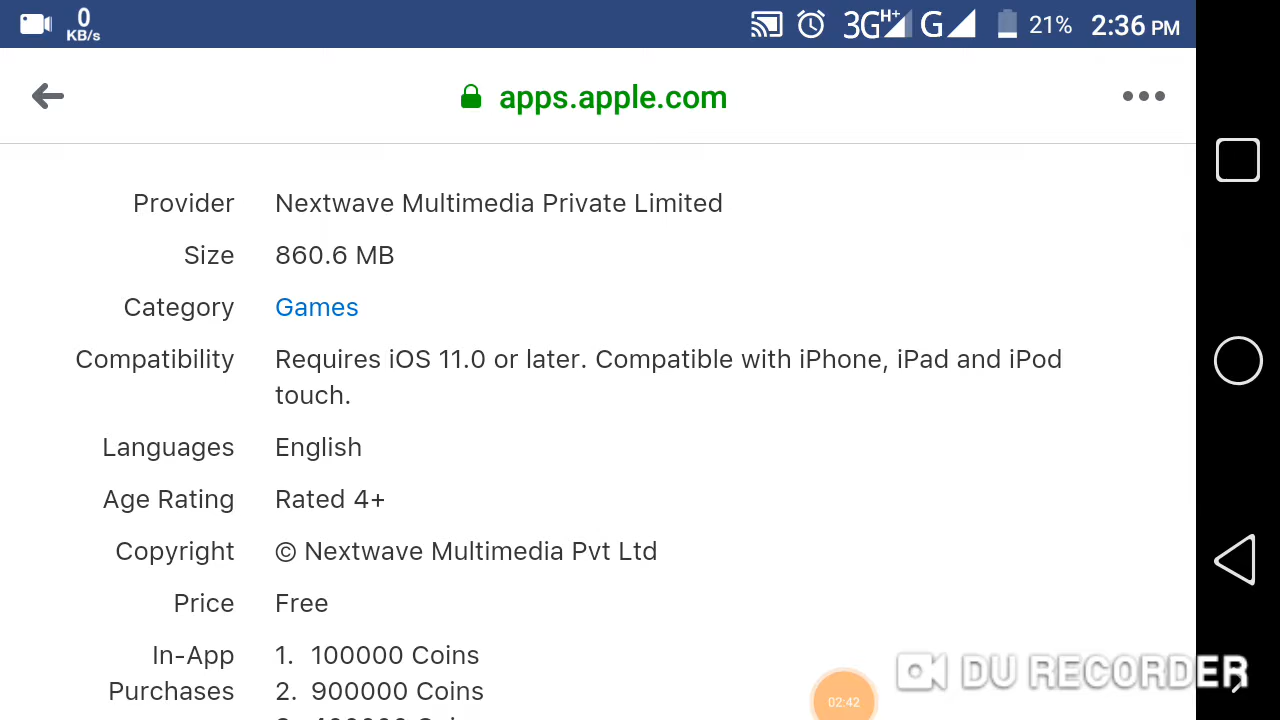 0
KB/s
3G H+ G 21% 2:36 PM
apps.apple.com
Provider Nextwave Multimedia Private Limited
Size 860.6 MB
Category Games
Compatibility Requires iOS 11.0 or later. Compatible with iPhone, iPad and iPod
touch.
Languages English
Age Rating Rated 4+
Copyright © Nextwave Multimedia Pvt Ltd
Price Free
In-App 1. 100000 Coins
Purchases 2. 900000 Coins
DU RECORDER
02:42